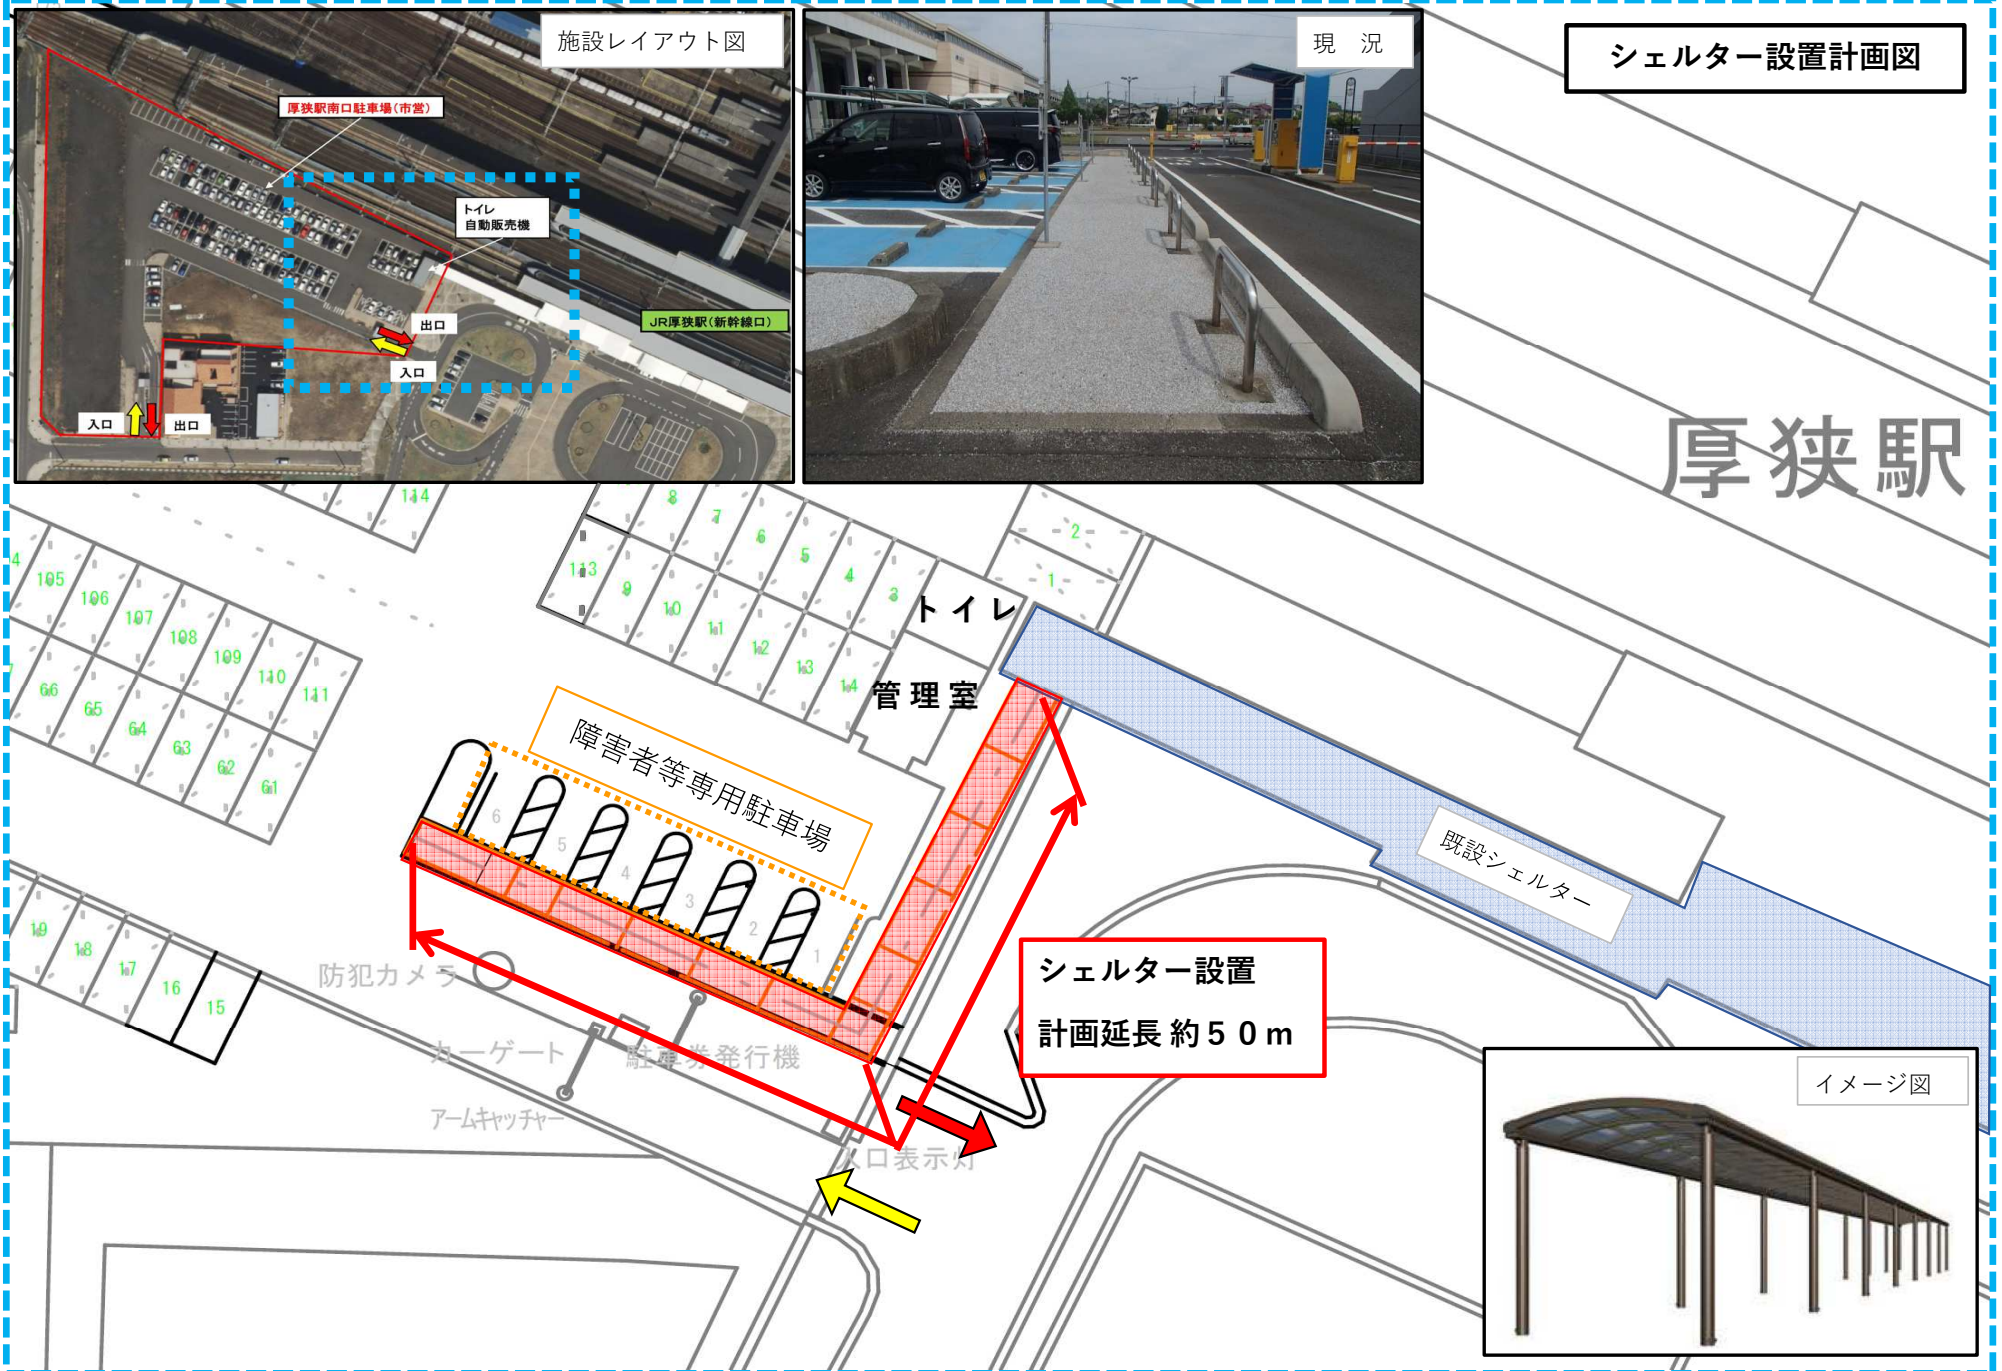 施設レイアウト図
厚狭駅南口駐車場(市営)
トイレ
自動販売機
JR厚狭駅(新幹線口)
出口
入口
入口
出口
現　況
シェルター設置計画図
厚狭駅
114
8
7
6
5
4
3
2
1
113
9
10
11
12
13
14
4
105
106
107
108
109
110
111
66
65
64
63
62
61
トイレ
管理室
障害者等専用駐車場
6
5
4
3
2
1
既設シェルター
19
18
17
16
15
防犯カメラ
カーゲート
駐車券発行機
アームキャッチャー
入口表示灯
シェルター設置
計画延長 約５０ｍ
イメージ図